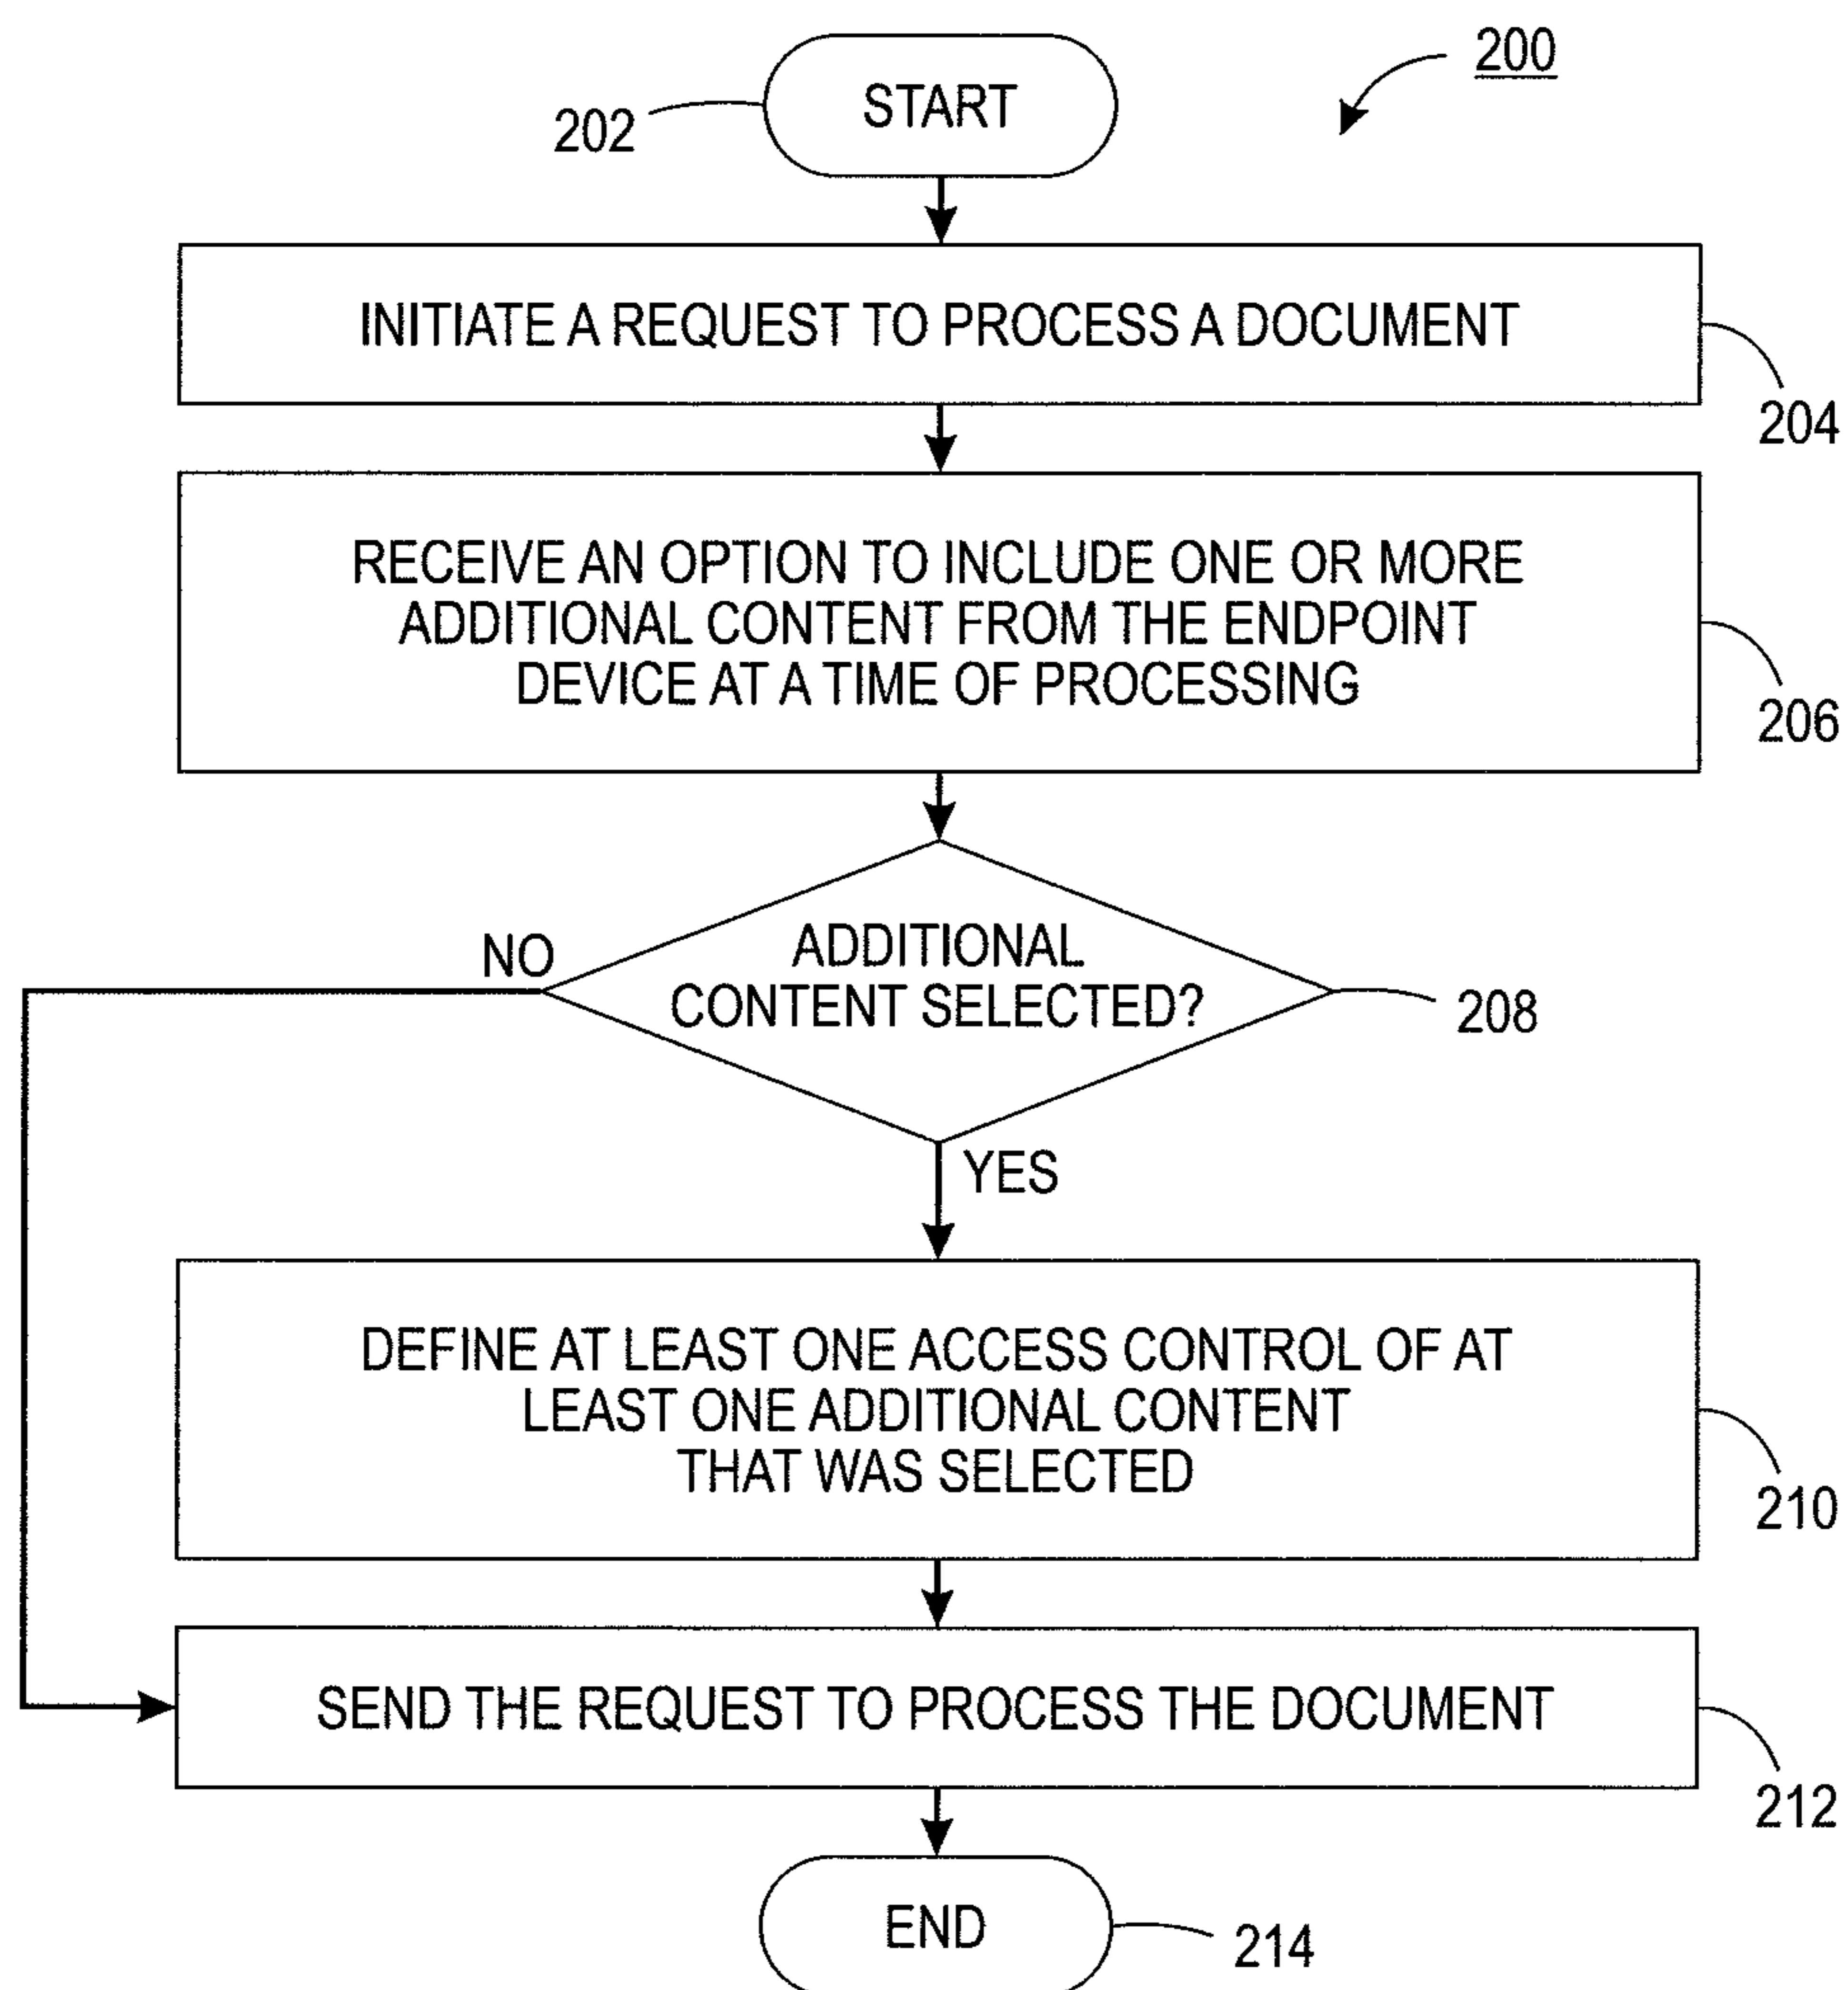 200
START
202
INITIATE A REQUEST TO PROCESS A DOCUMENT
204
RECEIVE AN OPTION TO INCLUDE ONE OR MORE
ADDITIONAL CONTENT FROM THE ENDPOINT
DEVICE AT A TIME OF PROCESSING
206
NO
ADDITIONAL
CONTENT SELECTED?
208
YES
DEFINE AT LEAST ONE ACCESS CONTROL OF AT
LEAST ONE ADDITIONAL CONTENT
THAT WAS SELECTED
210
SEND THE REQUEST TO PROCESS THE DOCUMENT
212
END
214